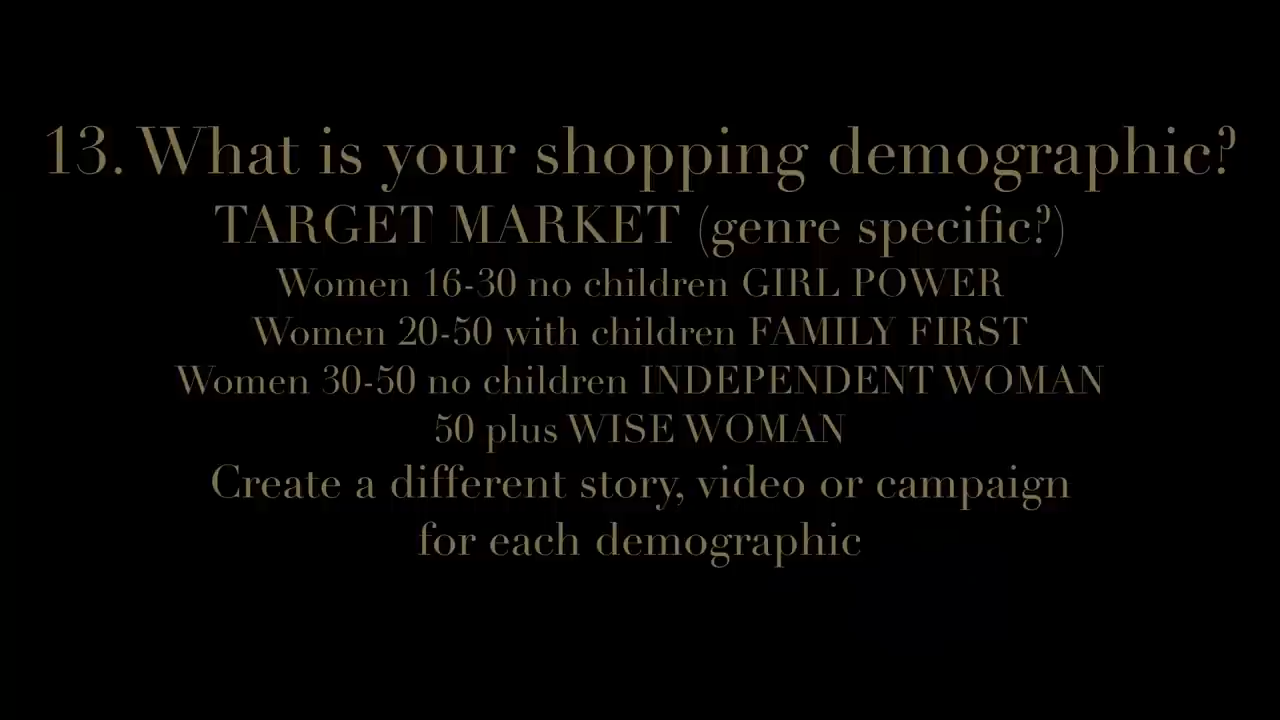 13. What is your shopping demographic?
TARGET MARKET (genre specific?)
Women 16-30 no children GIRL POWER
Women 20-50 with children FAMILY FIRST
Women 30-50 no children INDEPENDENT WOMAN
50 plus WISE WOMAN
Create a different story, video or campaign
for each demographic